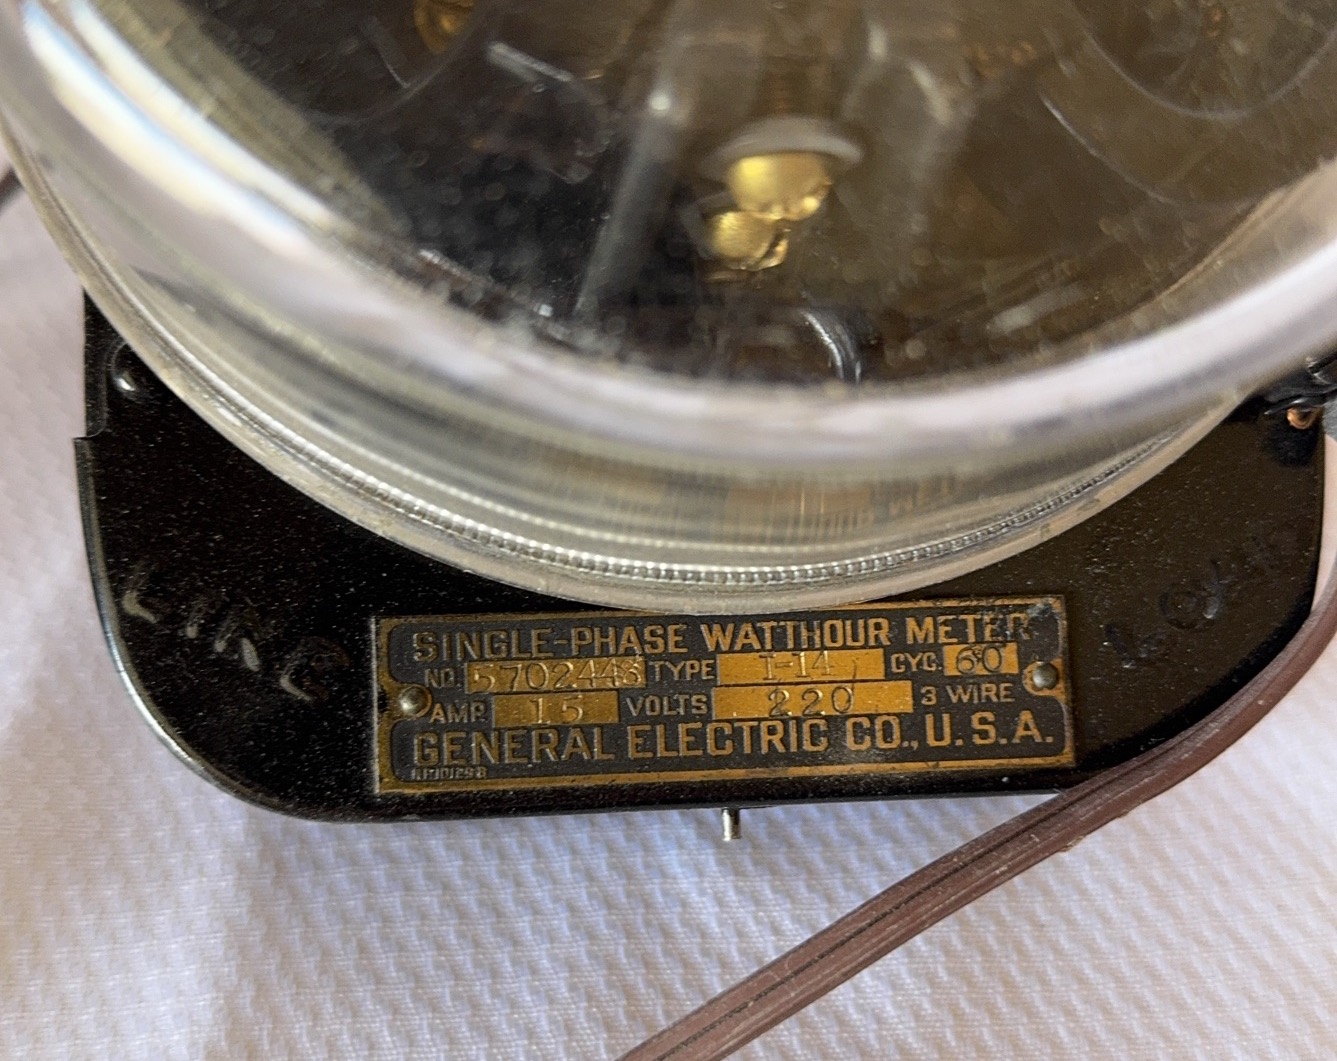 LINE
LOAD
SINGLE-PHASE WATTHOUR METER
NO. 5702448 TYPE I-14 CYC. 60
AMP. 15 VOLTS 220 3 WIRE
GENERAL ELECTRIC CO., U.S.A.